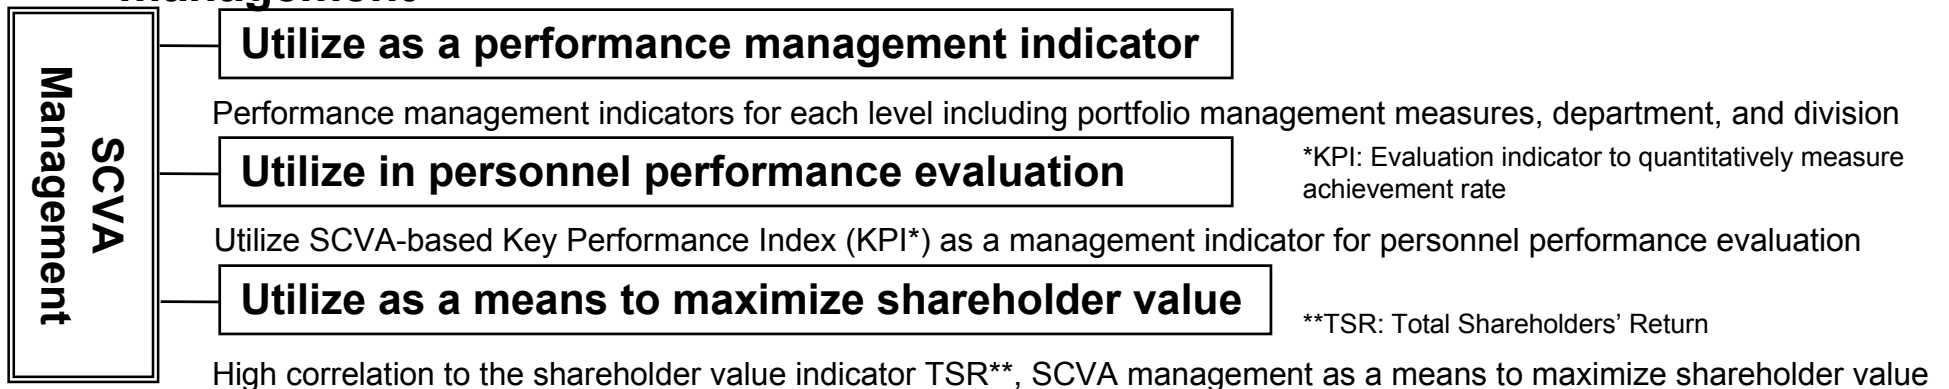 Management
SCVA
Management
Utilize as a performance management indicator
Performance management indicators for each level including portfolio management measures, department, and division
Utilize in personnel performance evaluation
*KPI: Evaluation indicator to quantitatively measure
achievement rate
Utilize SCVA-based Key Performance Index (KPI*) as a management indicator for personnel performance evaluation
Utilize as a means to maximize shareholder value
**TSR: Total Shareholders' Return
High correlation to the shareholder value indicator TSR**, SCVA management as a means to maximize shareholder value